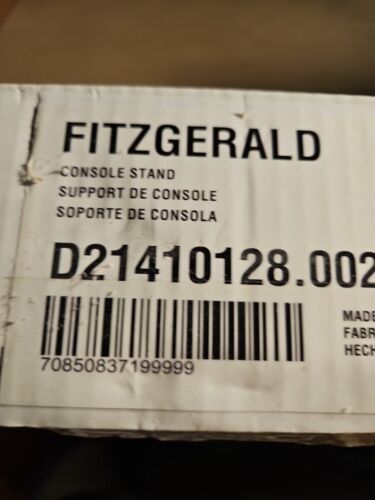 FITZGERALD
CONSOLE STAND
SUPPORT DE CONSOLE
SOPORTE DE CONSOLA
D21410128.002
MADE
FABR
HECH
70850837199999